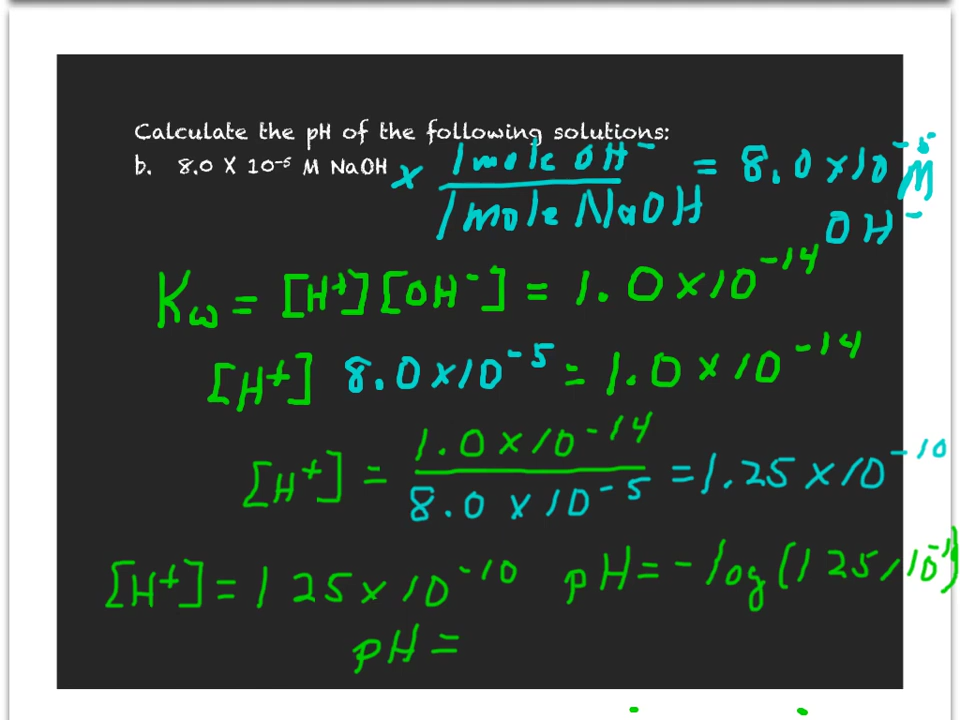 Calculate the pH of the following solutions:
b. 8.0 X 10⁻⁵ M NaOH x 1 mole OH⁻ / 1 mole NaOH = 8.0 x 10⁻⁵ M OH⁻
Kw = [H⁺][OH⁻] = 1.0 x 10⁻¹⁴
[H⁺] 8.0 x 10⁻⁵ = 1.0 x 10⁻¹⁴
[H⁺] = 1.0 x 10⁻¹⁴ / 8.0 x 10⁻⁵ = 1.25 x 10⁻¹⁰
[H⁺] = 1 25 x 10⁻¹⁰ pH = - log (1 25
pH =